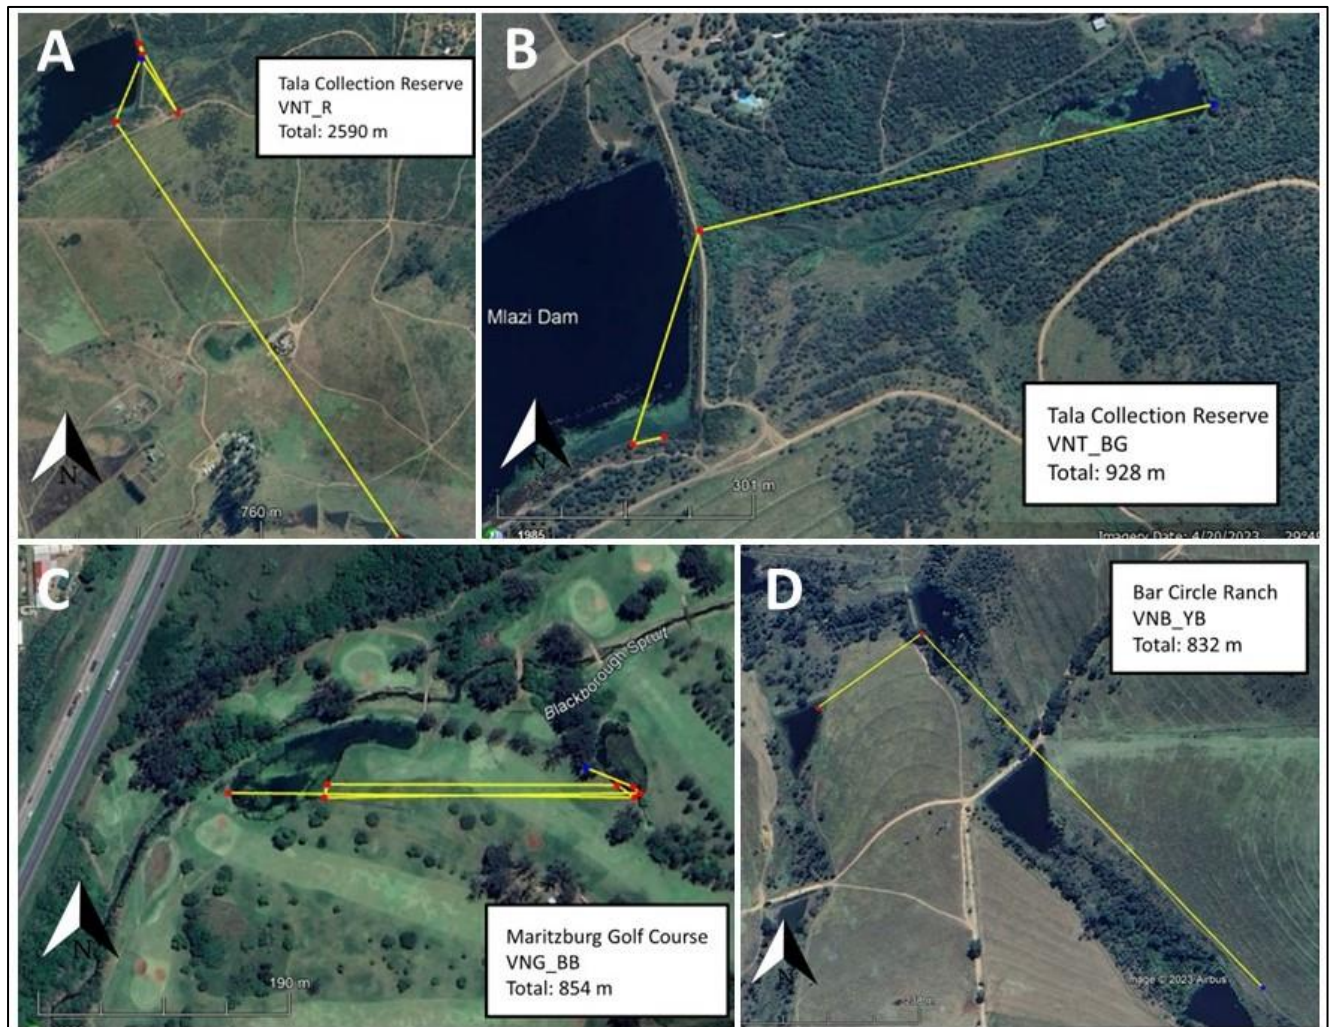 A
Tala Collection Reserve
VNT_R
Total: 2590 m
N
760 m
B
Mlazi Dam
Tala Collection Reserve
VNT_BG
Total: 928 m
N
301 m
1985
Imagery Date: 4/20/2023
C
Blackborough Spruit
Maritzburg Golf Course
VNG_BB
Total: 854 m
N
190 m
D
Bar Circle Ranch
VNB_YB
Total: 832 m
N
Image © 2023 Airbus